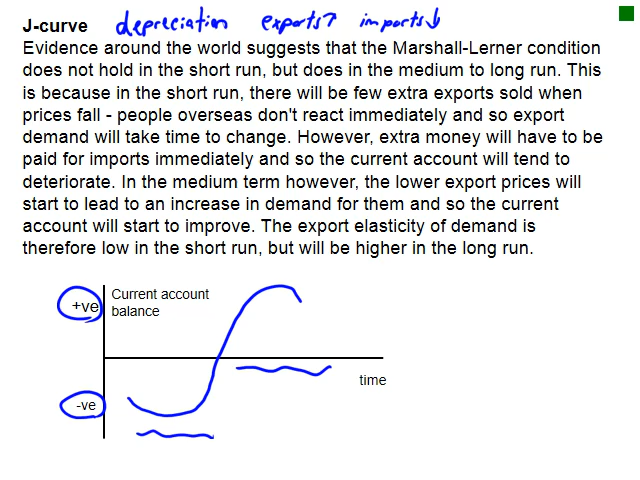 J-curve depreciation exports↑ imports↓
Evidence around the world suggests that the Marshall-Lerner condition
does not hold in the short run, but does in the medium to long run. This
is because in the short run, there will be few extra exports sold when
prices fall - people overseas don't react immediately and so export
demand will take time to change. However, extra money will have to be
paid for imports immediately and so the current account will tend to
deteriorate. In the medium term however, the lower export prices will
start to lead to an increase in demand for them and so the current
account will start to improve. The export elasticity of demand is
therefore low in the short run, but will be higher in the long run.
Current account
+ve balance
time
-ve